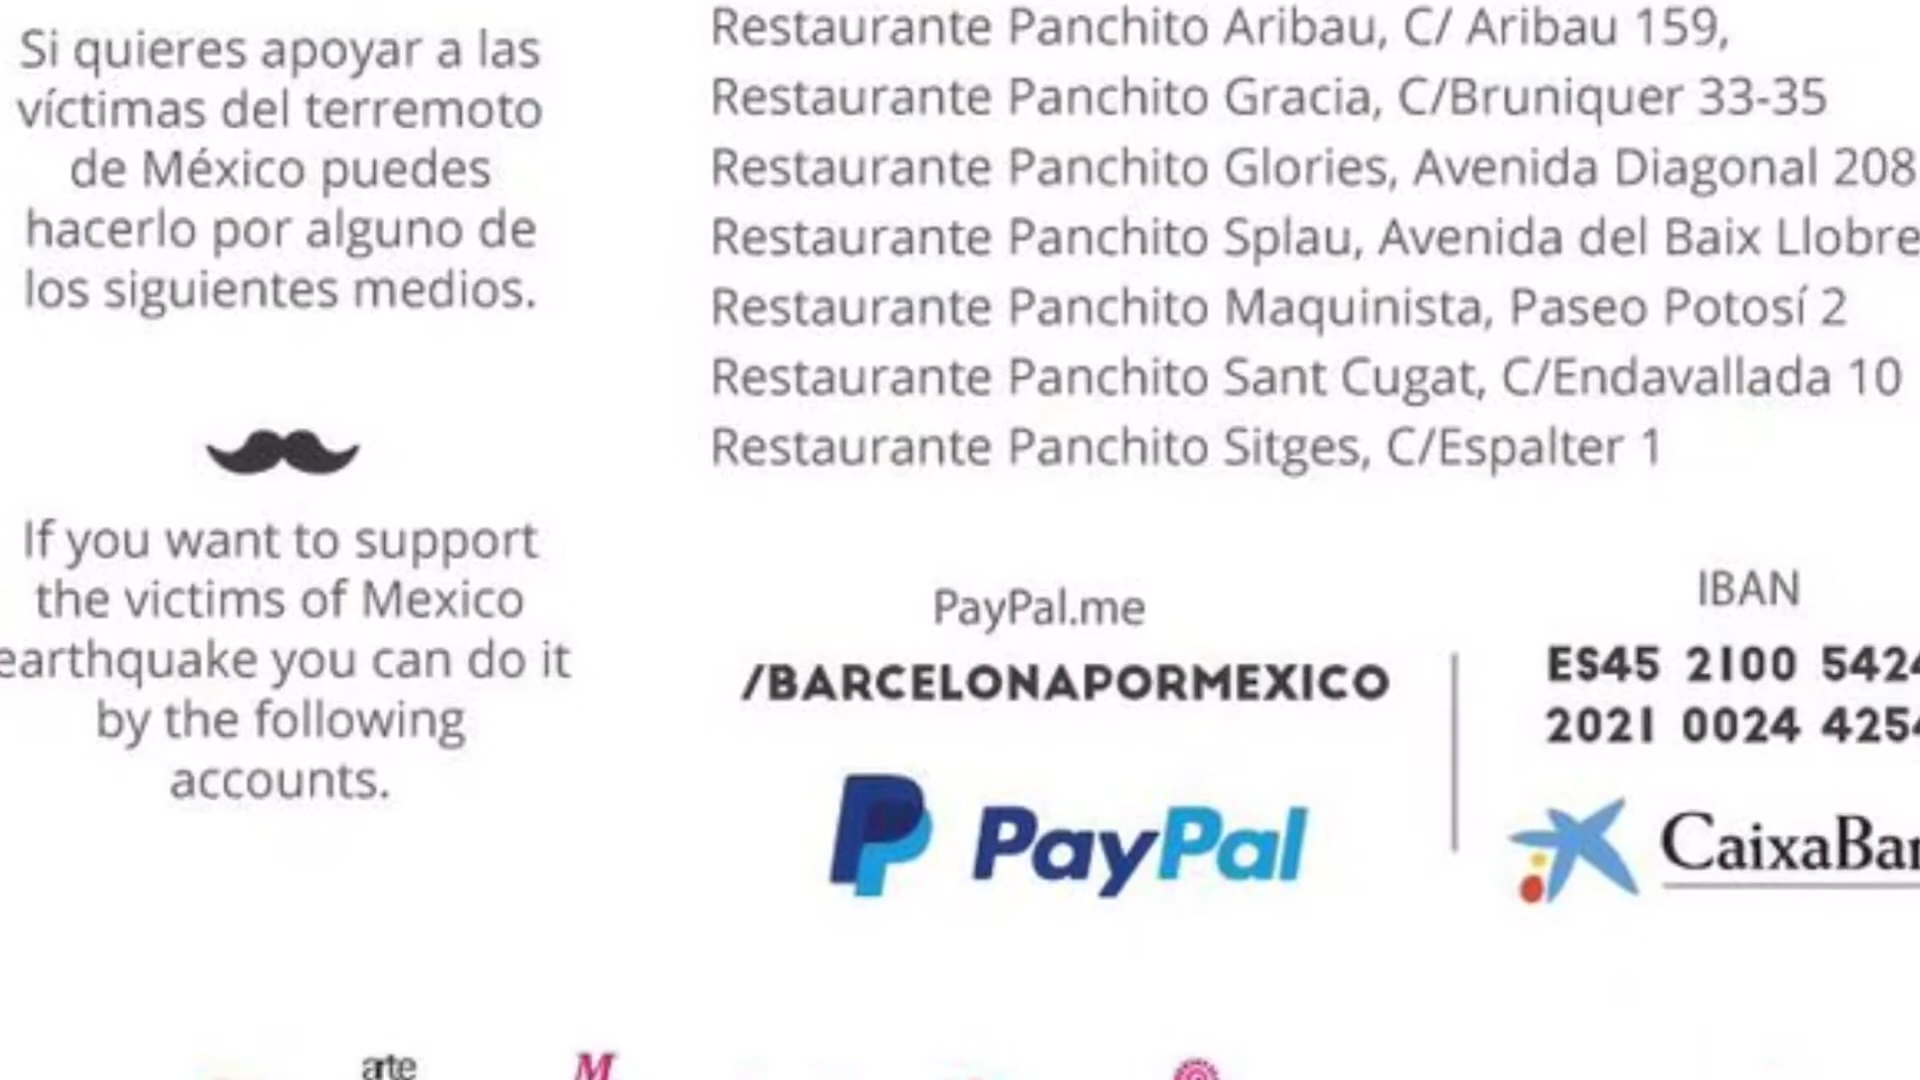 Si quieres apoyar a las
víctimas del terremoto
de México puedes
hacerlo por alguno de
los siguientes medios.
If you want to support
the victims of Mexico
earthquake you can do it
by the following
accounts.
Restaurante Panchito Aribau, C/ Aribau 159,
Restaurante Panchito Gracia, C/Bruniquer 33-35
Restaurante Panchito Glories, Avenida Diagonal 208
Restaurante Panchito Splau, Avenida del Baix Llobre
Restaurante Panchito Maquinista, Paseo Potosí 2
Restaurante Panchito Sant Cugat, C/Endavallada 10
Restaurante Panchito Sitges, C/Espalter 1
PayPal.me
/BARCELONAPORMEXICO
PayPal
IBAN
ES45 2100 5424
2021 0024 4254
CaixaBan
arte
M